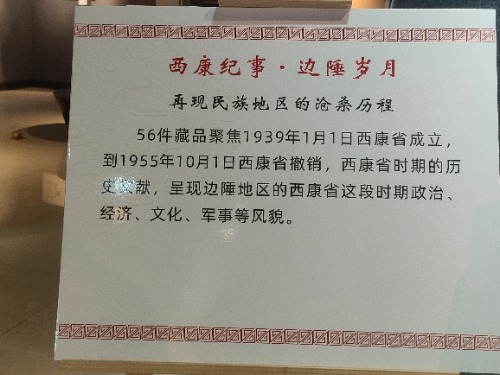 西康纪事·边陲岁月
再现民族地区的沧桑历程
56件藏品聚焦1939年1月1日西康省成立，
到1955年10月1日西康省撤销，西康省时期的历
史文献，呈现边陲地区的西康省这段时期政治、
经济、文化、军事等风貌。